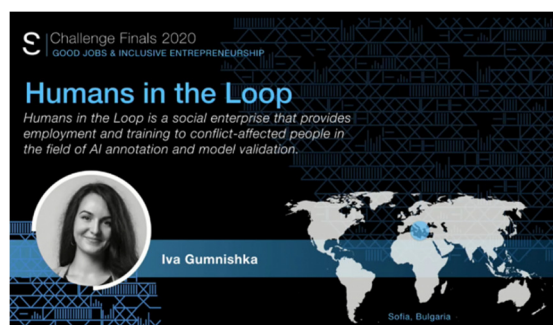 Challenge Finals 2020
GOOD JOBS & INCLUSIVE ENTREPRENEURSHIP
Humans in the Loop
Humans in the Loop is a social enterprise that provides
employment and training to conflict-affected people in
the field of AI annotation and model validation.
Iva Gumnishka
Sofia, Bulgaria